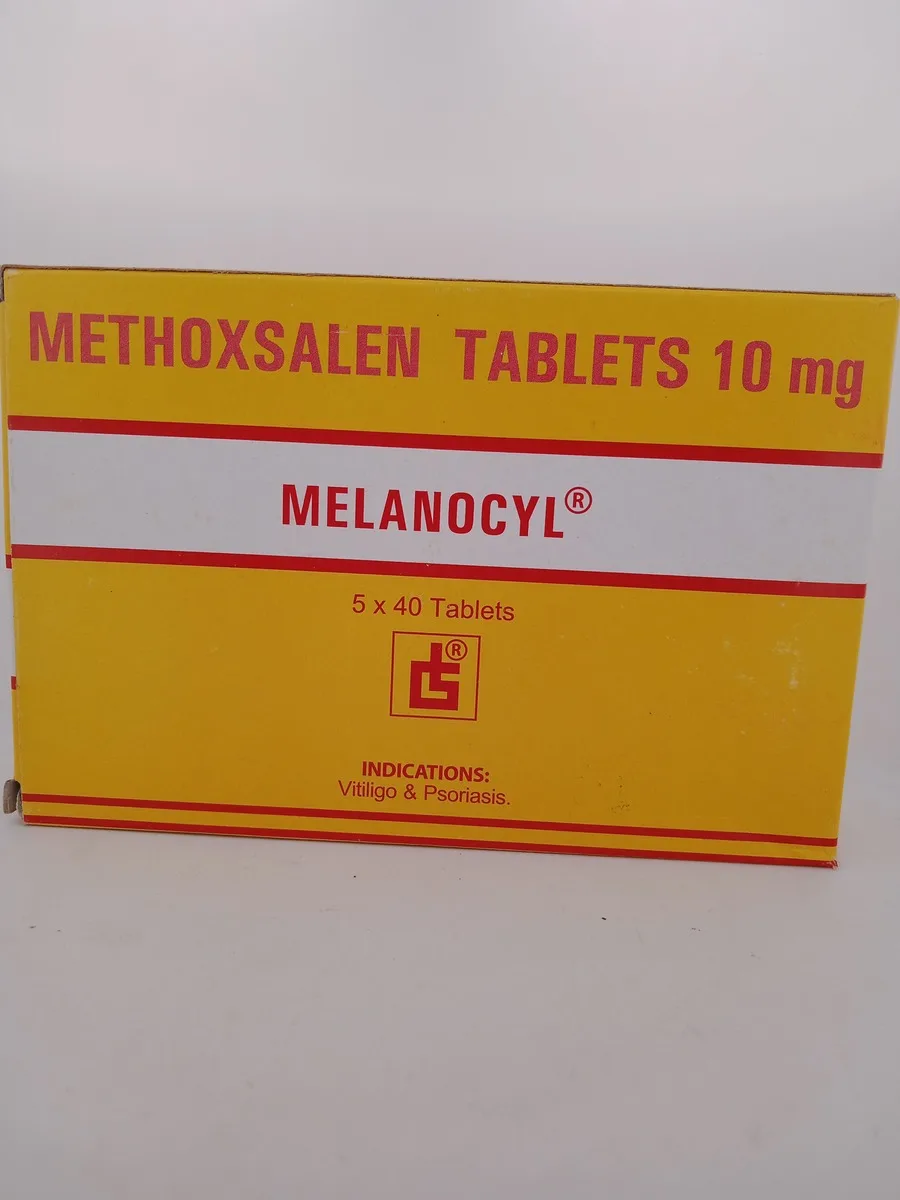 METHOXSALEN TABLETS 10 mg
MELANOCYL®
5 x 40 Tablets
®
INDICATIONS:
Vitiligo & Psoriasis.